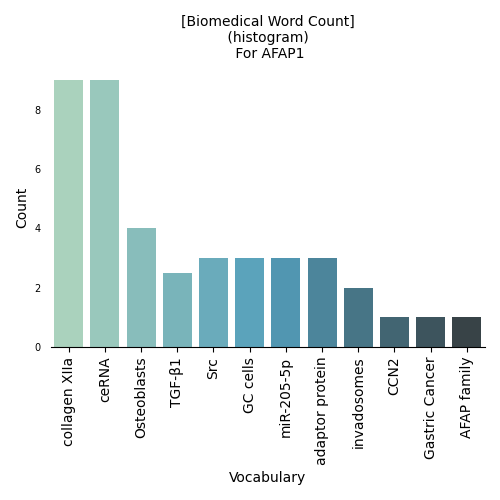 [Biomedical Word Count]
(histogram)
For AFAP1
Count
8
6
4
2
0
collagen XIIa
ceRNA
Osteoblasts
TGF-β1
Src
GC cells
miR-205-5p
adaptor protein
invadosomes
CCN2
Gastric Cancer
AFAP family
Vocabulary